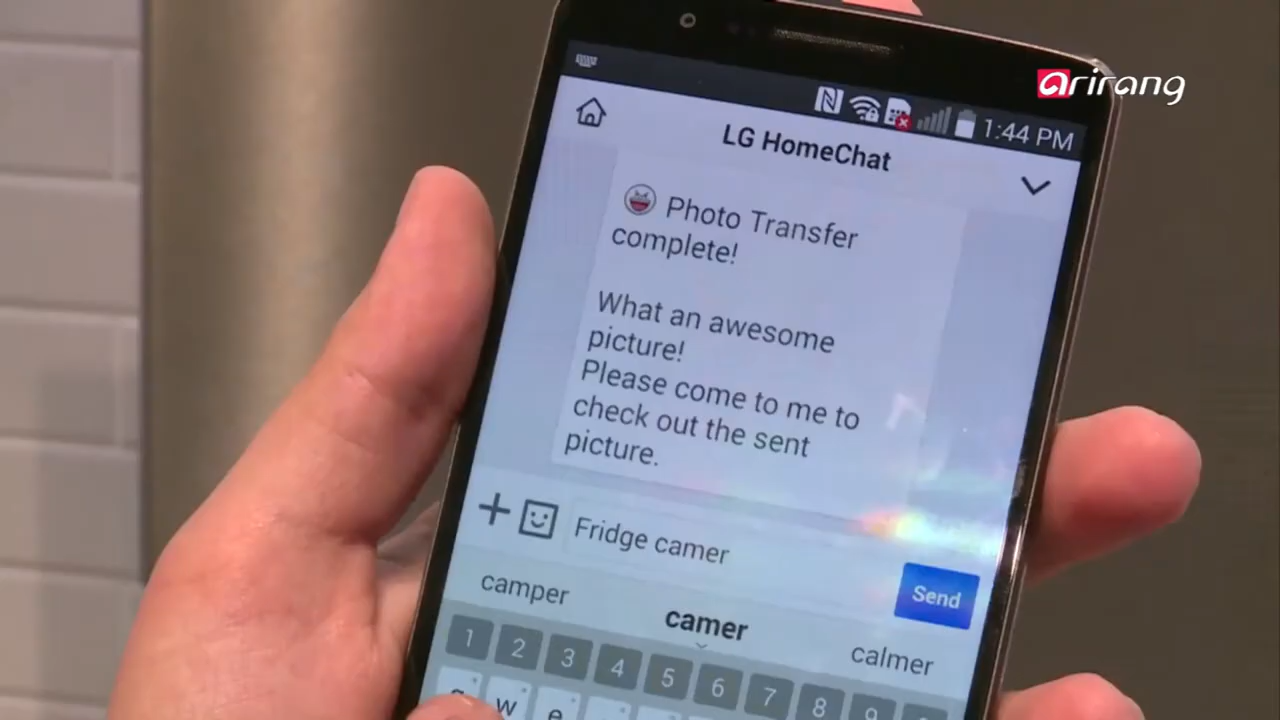 arirang
1:44 PM
LG HomeChat
Photo Transfer
complete!
What an awesome
picture!
Please come to me to
check out the sent
picture.
Fridge camer
Send
camper
camer
calmer
1 2 3 4 5 6 7 8 9
w e